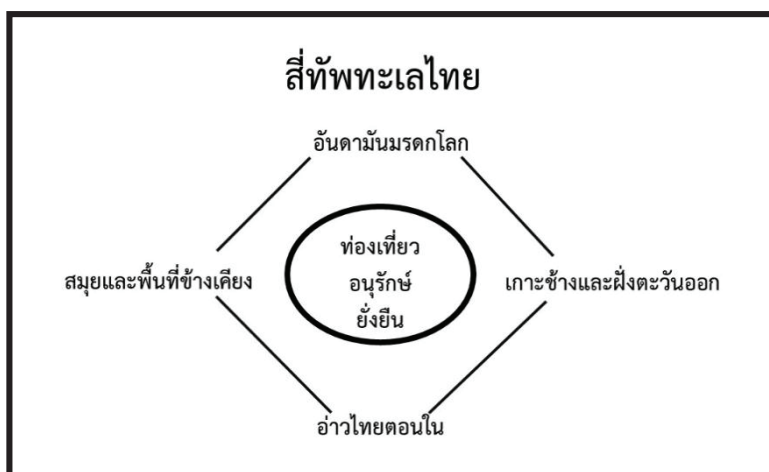 สี่ทัพทะเลไทย
อันดามันมรดกโลก
ท่องเที่ยว
อนุรักษ์
ยั่งยืน
สมุยและพื้นที่ข้างเคียง
เกาะช้างและฝั่งตะวันออก
อ่าวไทยตอนใน